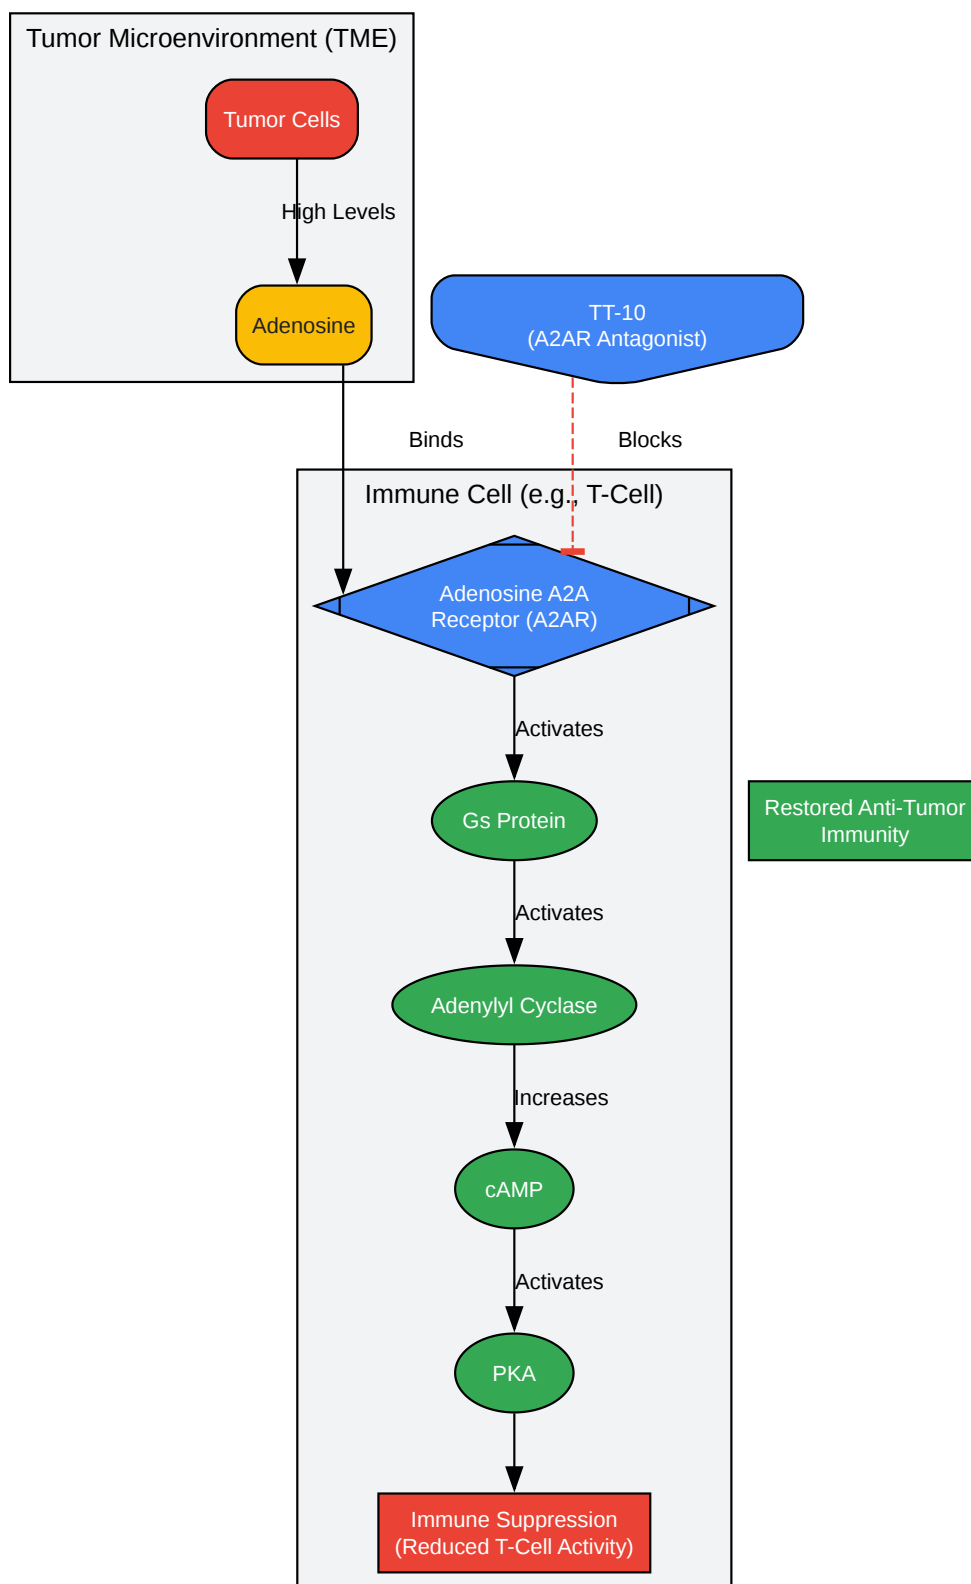 Tumor Microenvironment (TME)
Tumor Cells
High Levels
Adenosine
TT-10
(A2AR Antagonist)
Binds
Blocks
Immune Cell (e.g., T-Cell)
Adenosine A2A
Receptor (A2AR)
Activates
Gs Protein
Restored Anti-Tumor
Immunity
Activates
Adenylyl Cyclase
Increases
cAMP
Activates
PKA
Immune Suppression
(Reduced T-Cell Activity)